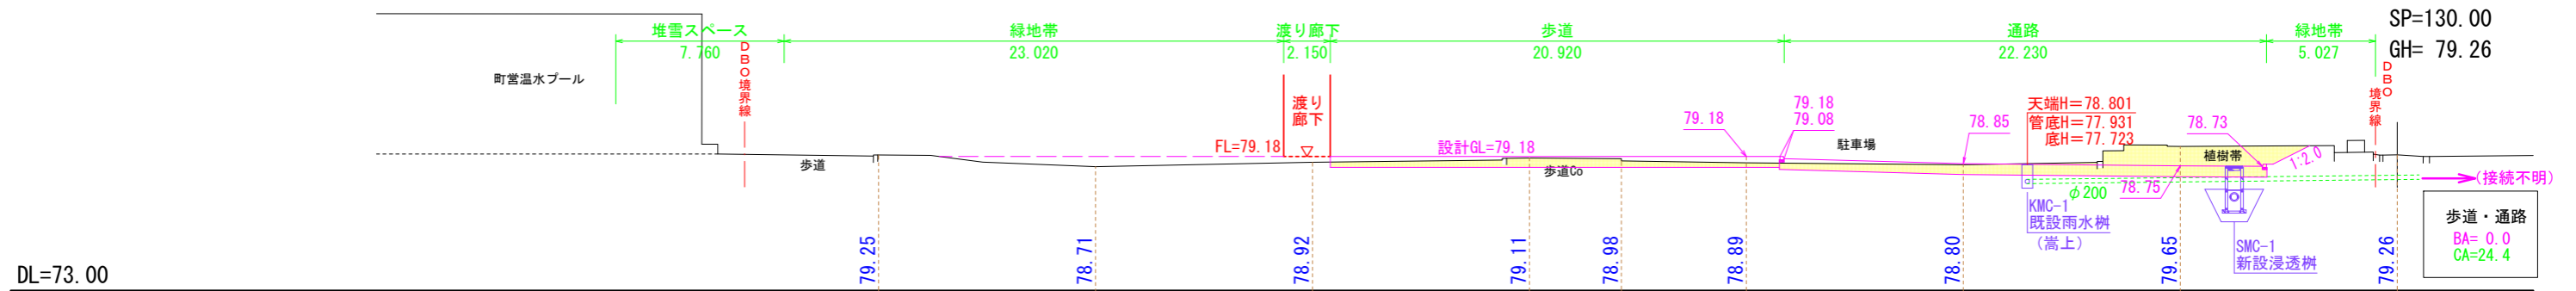 SP=130.00
GH= 79.26
堆雪スペース
7.760
緑地帯
23.020
渡り廊下
2.150
歩道
20.920
通路
22.230
緑地帯
5.027
町営温水プール
DBO境界線
歩道
渡り
廊下
FL=79.18
設計GL=79.18
歩道Co
79.18
79.18
79.08
駐車場
78.85
天端H=78.801
管底H=77.931
底H=77.723
78.73
植樹帯
1:2.0
DBO
境界線
φ200
78.75
(接続不明)
KMC-1
既設雨水桝
(嵩上)
SMC-1
新設浸透桝
歩道・通路
BA= 0.0
CA=24.4
79.25
78.71
78.92
79.11
78.98
78.89
78.80
79.65
79.26
DL=73.00